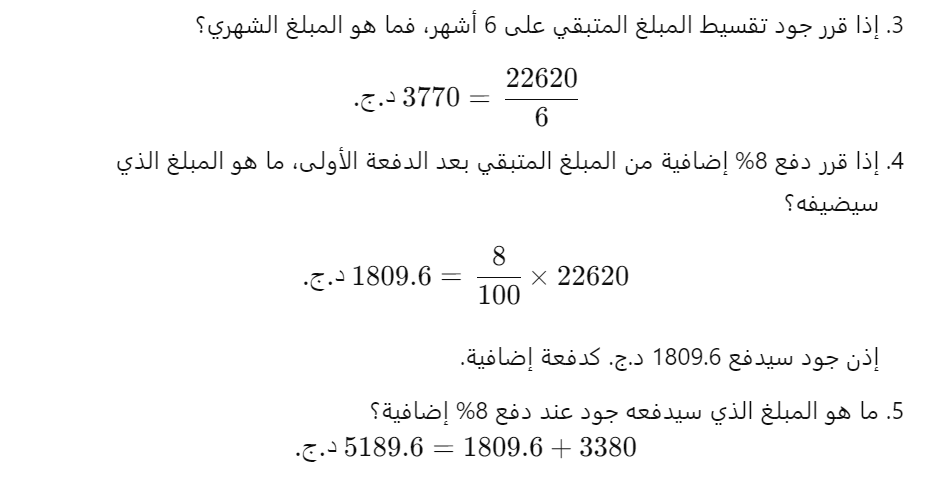 3. إذا قرر جود تقسيط المبلغ المتبقي على 6 أشهر، فما هو المبلغ الشهري؟
22620
6
= 3770 د.ج.
4. إذا قرر دفع 8% إضافية من المبلغ المتبقي بعد الدفعة الأولى، ما هو المبلغ الذي
سيضيفه؟
22620 × 8
100
= 1809.6 د.ج.
إذن جود سيدفع 1809.6 د.ج. كدفعة إضافية.
5. ما هو المبلغ الذي سيدفعه جود عند دفع 8% إضافية؟
3380 + 1809.6 = 5189.6 د.ج.